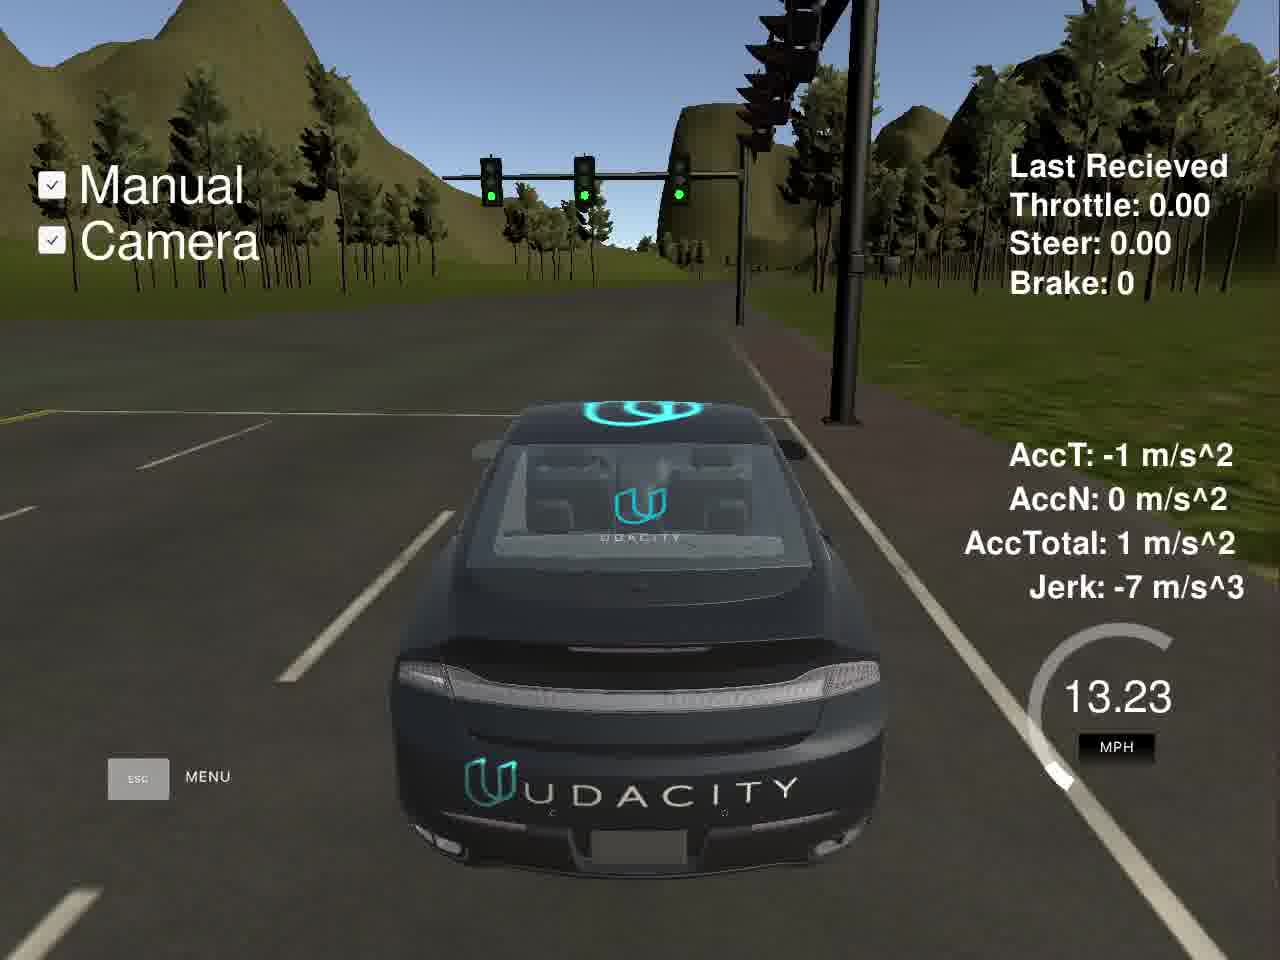 Manual
Camera
Last Recieved
Throttle: 0.00
Steer: 0.00
Brake: 0
AccT: -1 m/s^2
AccN: 0 m/s^2
AccTotal: 1 m/s^2
Jerk: -7 m/s^3
13.23
MPH
ESC MENU
UDACITY
UDACITY